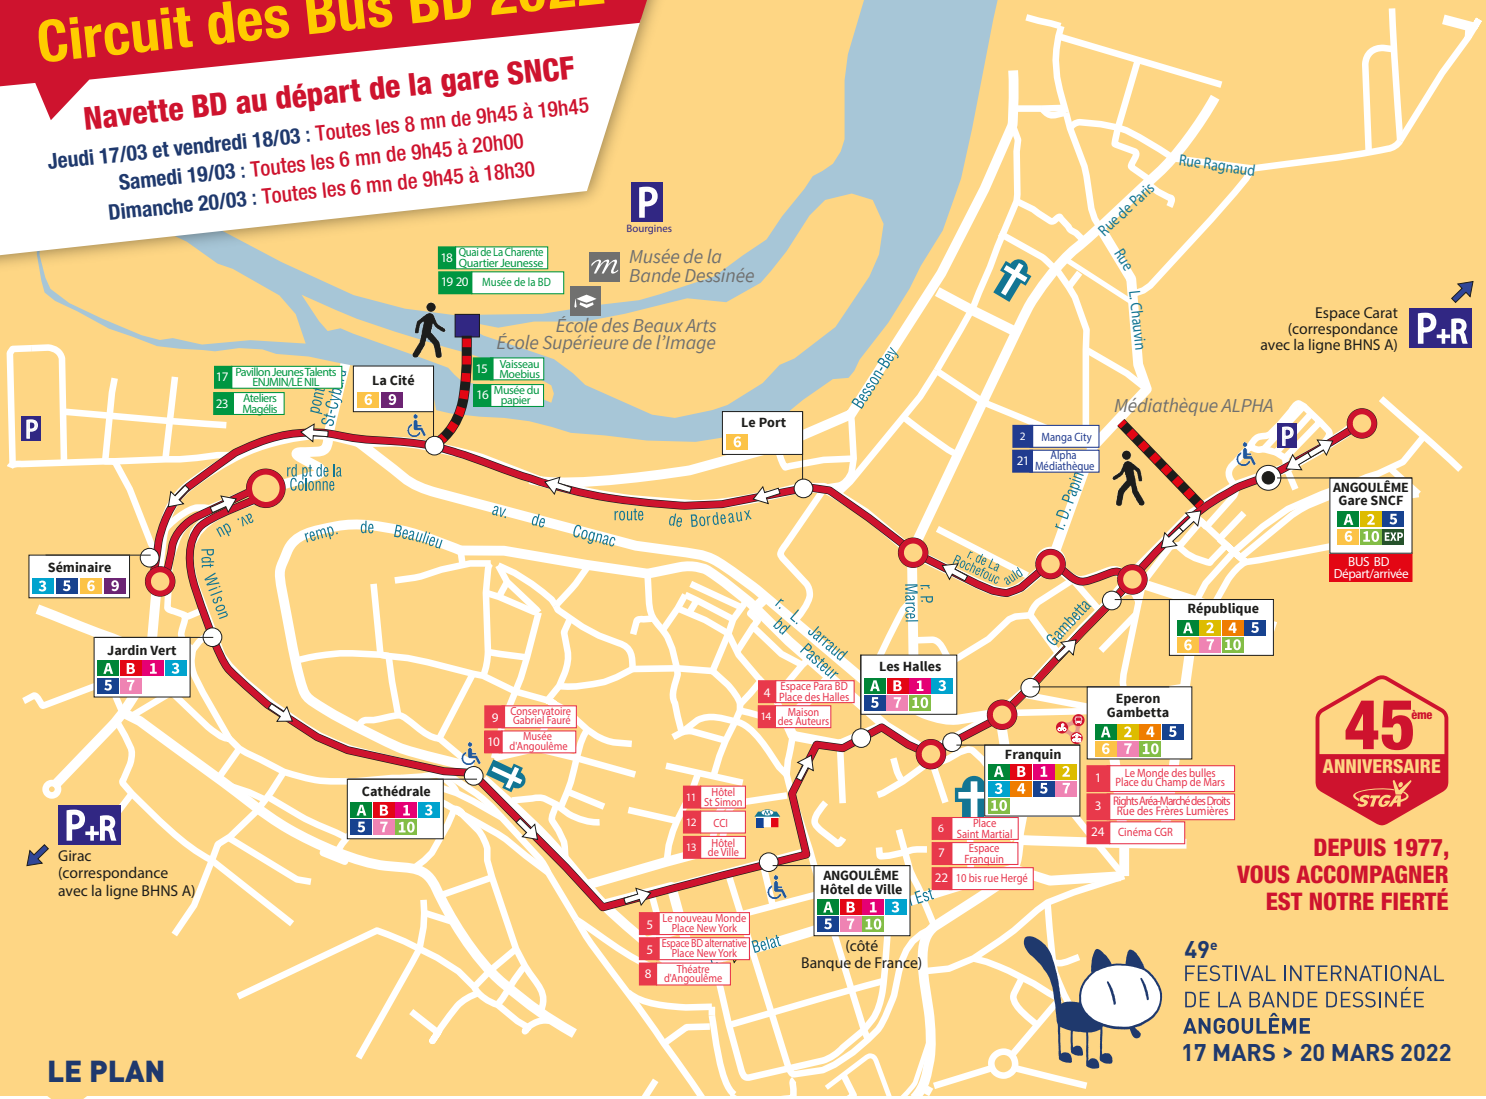 Circuit des Bus BD 2022
Navette BD au départ de la gare SNCF
Jeudi 17/03 et vendredi 18/03 : Toutes les 8 mn de 9h45 à 19h45
Samedi 19/03 : Toutes les 6 mn de 9h45 à 20h00
Dimanche 20/03 : Toutes les 6 mn de 9h45 à 18h30
P
Bourgines
m
Musée de la
Bande Dessinée
18 Quai de La Charente
Quartier Jeunesse
19 20 Musée de la BD
École des Beaux Arts
École Supérieure de l'Image
Rue Ragnaud
Rue de Paris
Rue
L. Chauvin
Espace Carat
(correspondance
avec la ligne BHNS A)
P+R
15 Vaisseau
Moebius
16 Musée du
papier
17 Pavillon Jeunes Talents
ENJMIN/LE NIL
23 Ateliers
Magélis
pont
St-Cybard
La Cité
6 9
Besson-Bey
Le Port
6
Médiathèque ALPHA
2 Manga City
21 Alpha
Médiathèque
r. D. Papin
P
P
ANGOULÊME
Gare SNCF
A 2 5
6 10 EXP
BUS BD
Départ/arrivée
rd pt de la
Colonne
av. du
Pdt Wilson
remp. de Beaulieu
av. de Cognac
route de Bordeaux
r. de La
Rochefoucauld
r. P.
Marcel
Gambetta
r. L. Jarraud
bd Pasteur
Séminaire
3 5 6 9
République
A 2 4 5
6 7 10
Jardin Vert
A B 1 3
5 7
Les Halles
A B 1 3
5 7 10
4 Espace Para BD
Place des Halles
14 Maison
des Auteurs
Eperon
Gambetta
A 2 4 5
6 7 10
9 Conservatoire
Gabriel Fauré
10 Musée
d'Angoulême
Franquin
A B 1 2
3 4 5 7
10
1 Le Monde des bulles
Place du Champ de Mars
3 Rights Aréa-Marché des Droits
Rue des Frères Lumières
24 Cinéma CGR
Cathédrale
A B 1 3
5 7 10
11 Hôtel
St Simon
12 CCI
13 Hôtel
de Ville
6 Place
Saint Martial
7 Espace
Franquin
22 10 bis rue Hergé
P+R
Girac
(correspondance
avec la ligne BHNS A)
ANGOULÊME
Hôtel de Ville
A B 1 3
5 7 10
(côté
Banque de France)
Est
5 Le nouveau Monde
Place New York
5 Espace BD alternative
Place New York
8 Théatre
d'Angoulême
Belat
45ème
ANNIVERSAIRE
STGA
DEPUIS 1977,
VOUS ACCOMPAGNER
EST NOTRE FIERTÉ
49e
FESTIVAL INTERNATIONAL
DE LA BANDE DESSINÉE
ANGOULÊME
17 MARS > 20 MARS 2022
LE PLAN